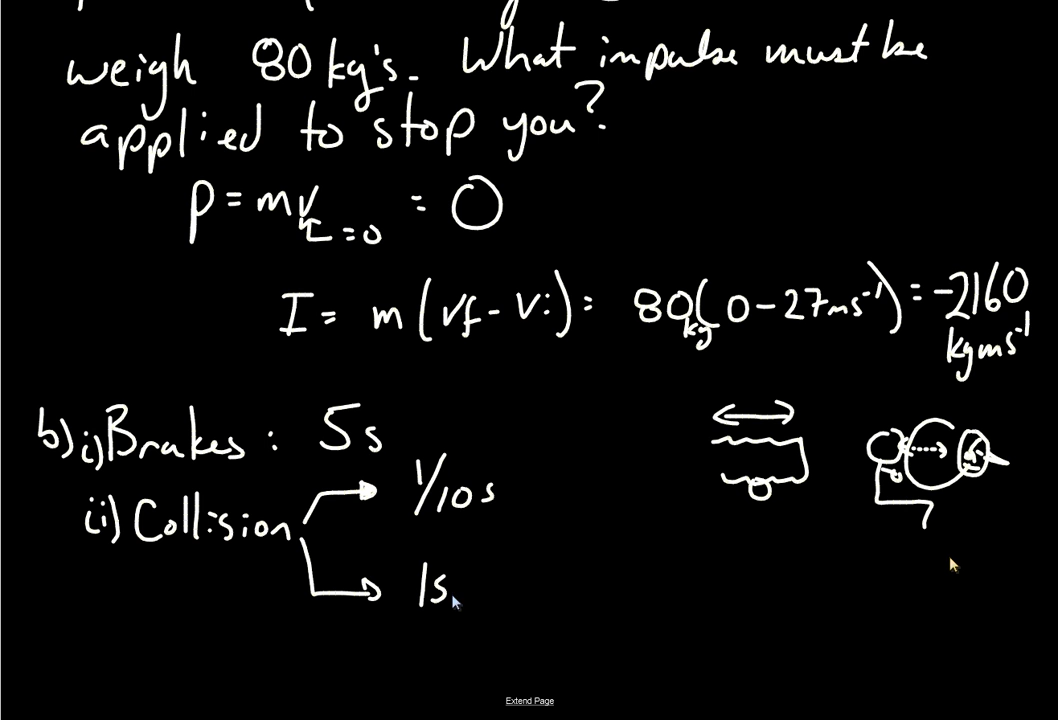 weigh 80 kg's. What impulse must be
applied to stop you?
p = mv = 0
= 0
I = m(vf - vi) = 80kg(0 - 27ms⁻¹) = -2160
kgms⁻¹
b) i) Brakes : 5s
ii) Collision → 1/10 s
→ 1s
Extend Page